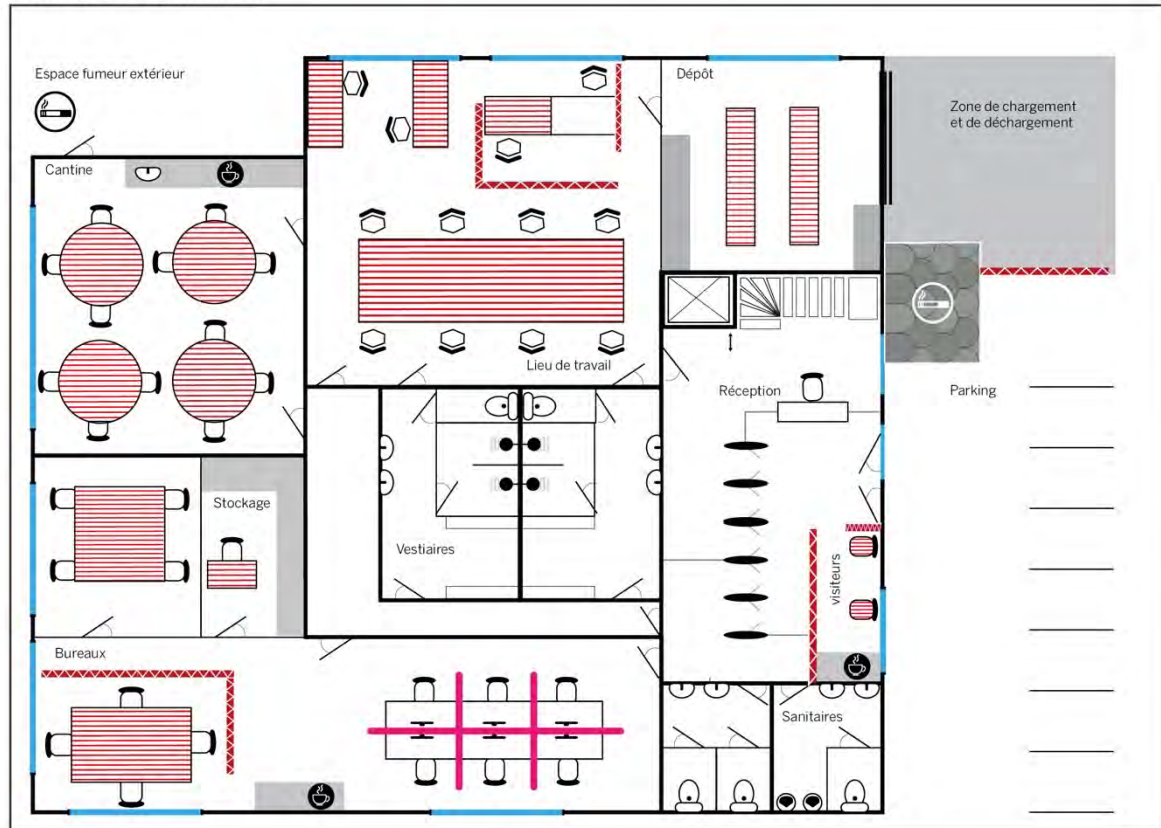 Espace fumeur extérieur
Dépôt
Zone de chargement
et de déchargement
Cantine
Lieu de travail
Réception
Parking
Stockage
Vestiaires
visiteurs
Bureaux
Sanitaires